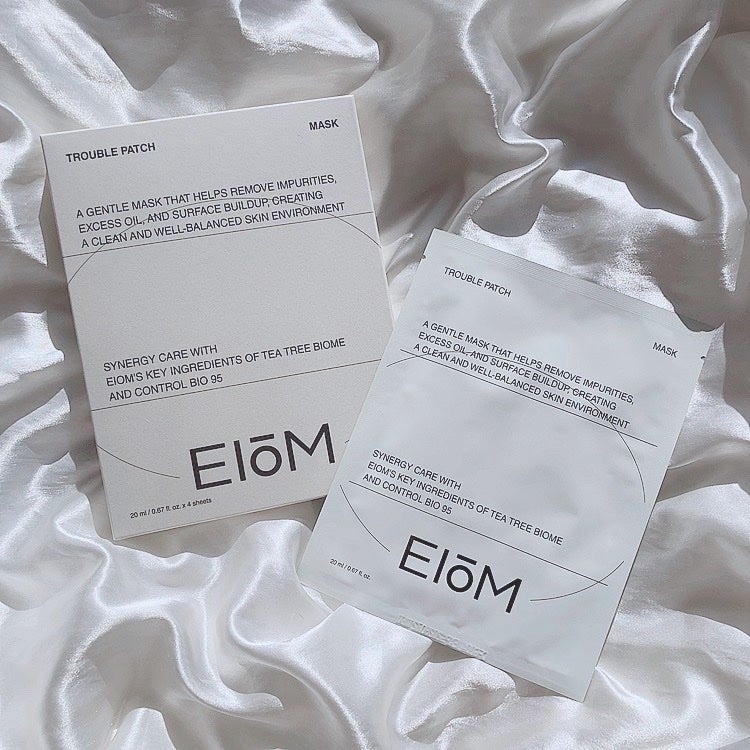 TROUBLE PATCH
MASK
A GENTLE MASK THAT HELPS REMOVE IMPURITIES,
EXCESS OIL, AND SURFACE BUILDUP, CREATING
A CLEAN AND WELL-BALANCED SKIN ENVIRONMENT
SYNERGY CARE WITH
EIOM'S KEY INGREDIENTS OF TEA TREE BIOME
AND CONTROL BIO 95
EIōM
20 ml / 0.67 fl. oz. x 4 sheets
TROUBLE PATCH
MASK
A GENTLE MASK THAT HELPS REMOVE IMPURITIES,
EXCESS OIL, AND SURFACE BUILDUP, CREATING
A CLEAN AND WELL-BALANCED SKIN ENVIRONMENT
SYNERGY CARE WITH
EIOM'S KEY INGREDIENTS OF TEA TREE BIOME
AND CONTROL BIO 95
EIōM
20 ml / 0.67 fl. oz.